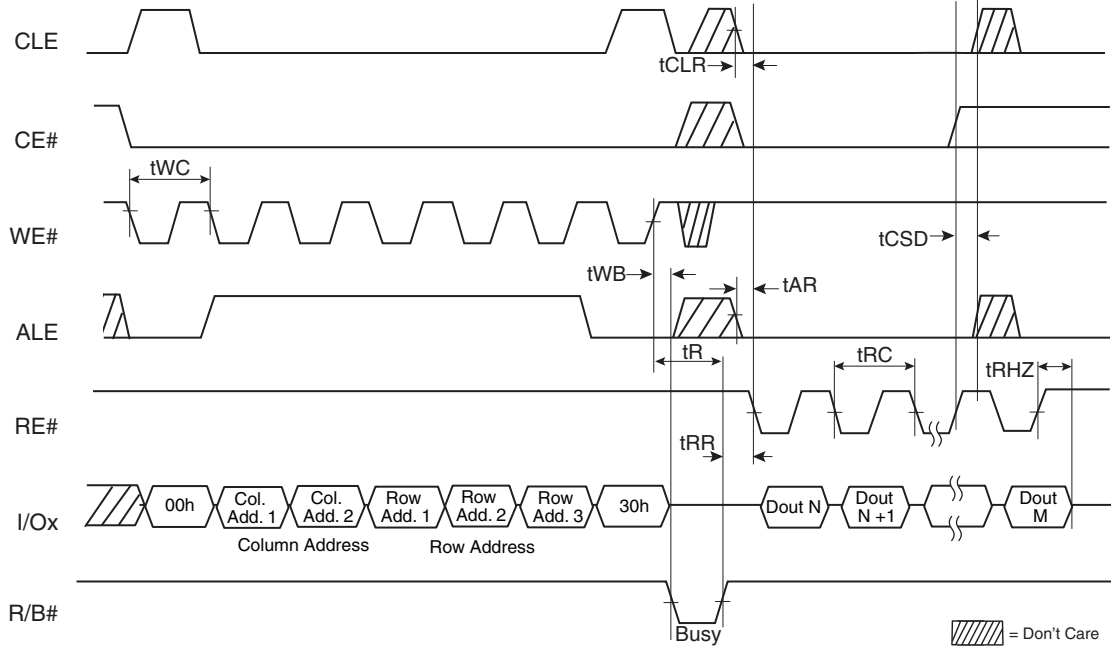 CLE
tCLR
CE#
tWC
WE#
tCSD
tWB
tAR
ALE
tR
tRC
tRHZ
RE#
tRR
I/Ox
00h
Col.
Add. 1
Col.
Add. 2
Row
Add. 1
Row
Add. 2
Row
Add. 3
30h
Dout N
Dout
N +1
Dout
M
Column Address
Row Address
R/B#
Busy
= Don't Care